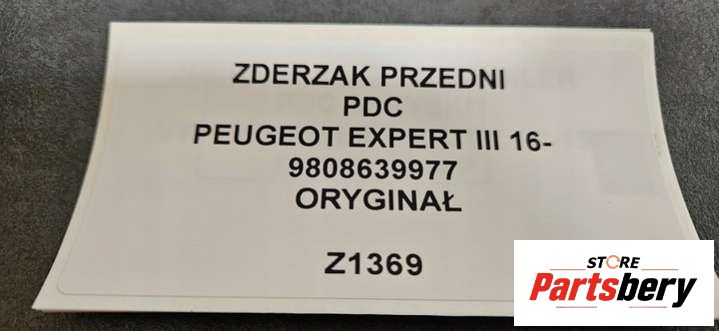 ZDERZAK PRZEDNI
PDC
PEUGEOT EXPERT III 16-
9808639977
ORYGINAŁ
Z1369
STORE
Partsbery